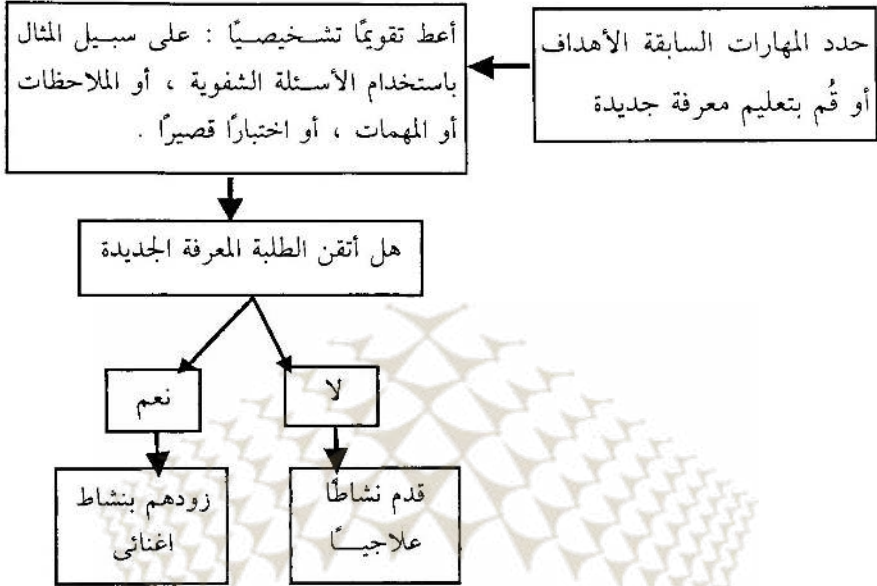 حدد المهارات السابقة الأهداف
أو قُم بتعليم معرفة جديدة
أعط تقويمًا تشخيصيًا : على سبيل المثال
باستخدام الأسئلة الشفوية ، أو الملاحظات
أو المهمات ، أو اختبارًا قصيرًا .
هل أتقن الطلبة المعرفة الجديدة
لا
نعم
قدم نشاطًا
علاجيًا
زودهم بنشاط
اغنائى